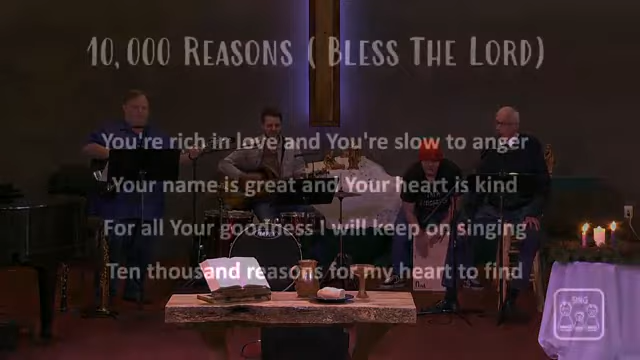 10,000 Reasons ( Bless The Lord)
You're rich in love and You're slow to anger
Your name is great and Your heart is kind
For all Your goodness I will keep on singing
Ten thousand reasons for my heart to find
SING